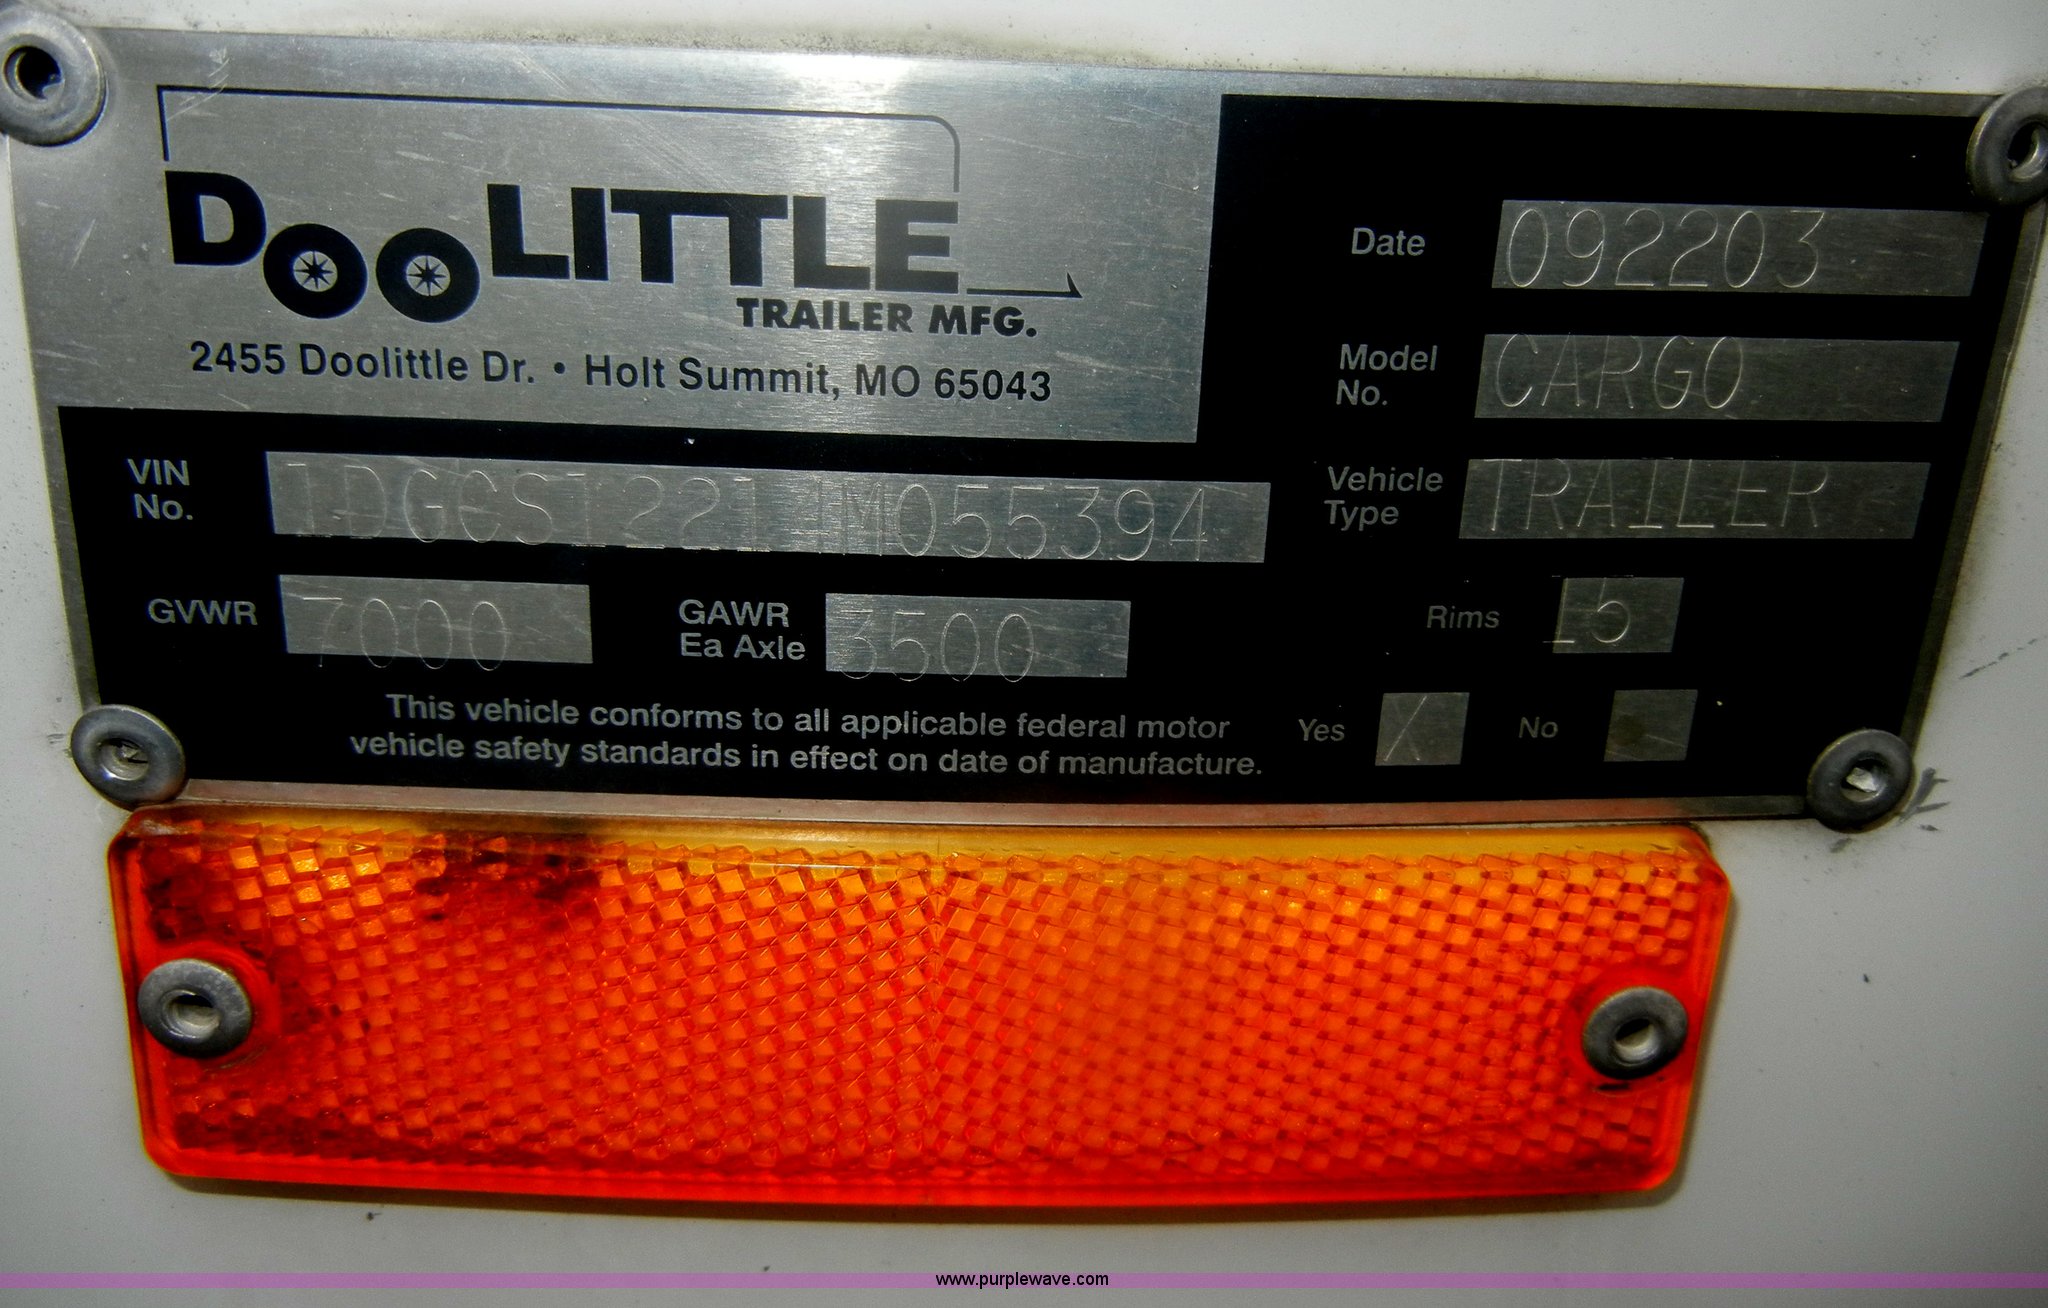 DOOLITTLE
TRAILER MFG.
2455 Doolittle Dr. • Holt Summit, MO 65043
Date 092203
Model No. CARGO
VIN No. 1DGCS12214M055394
Vehicle Type TRAILER
GVWR 7000 GAWR Ea Axle 3500
Rims 15
This vehicle conforms to all applicable federal motor
vehicle safety standards in effect on date of manufacture.
Yes X No
www.purplewave.com